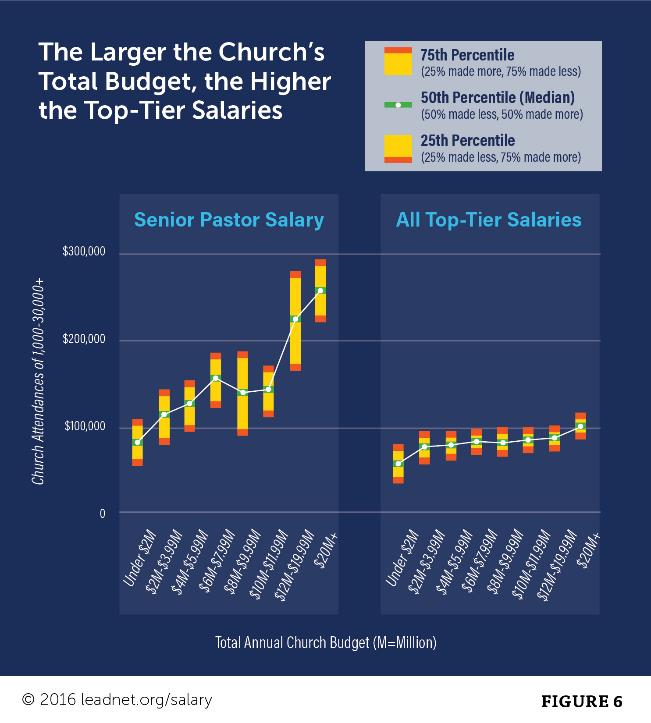 The Larger the Church's
Total Budget, the Higher
the Top-Tier Salaries
75th Percentile
(25% made more, 75% made less)
50th Percentile (Median)
(50% made less, 50% made more)
25th Percentile
(25% made less, 75% made more)
Senior Pastor Salary
All Top-Tier Salaries
Church Attendances of 1,000-30,000+
$300,000
$200,000
$100,000
0
Under $2M
$2M-$3.99M
$4M-$5.99M
$6M-$7.99M
$8M-$9.99M
$10M-$11.99M
$12M-$19.99M
$20M+
Under $2M
$2M-$3.99M
$4M-$5.99M
$6M-$7.99M
$8M-$9.99M
$10M-$11.99M
$12M-$19.99M
$20M+
Total Annual Church Budget (M=Million)
© 2016 leadnet.org/salary
FIGURE 6